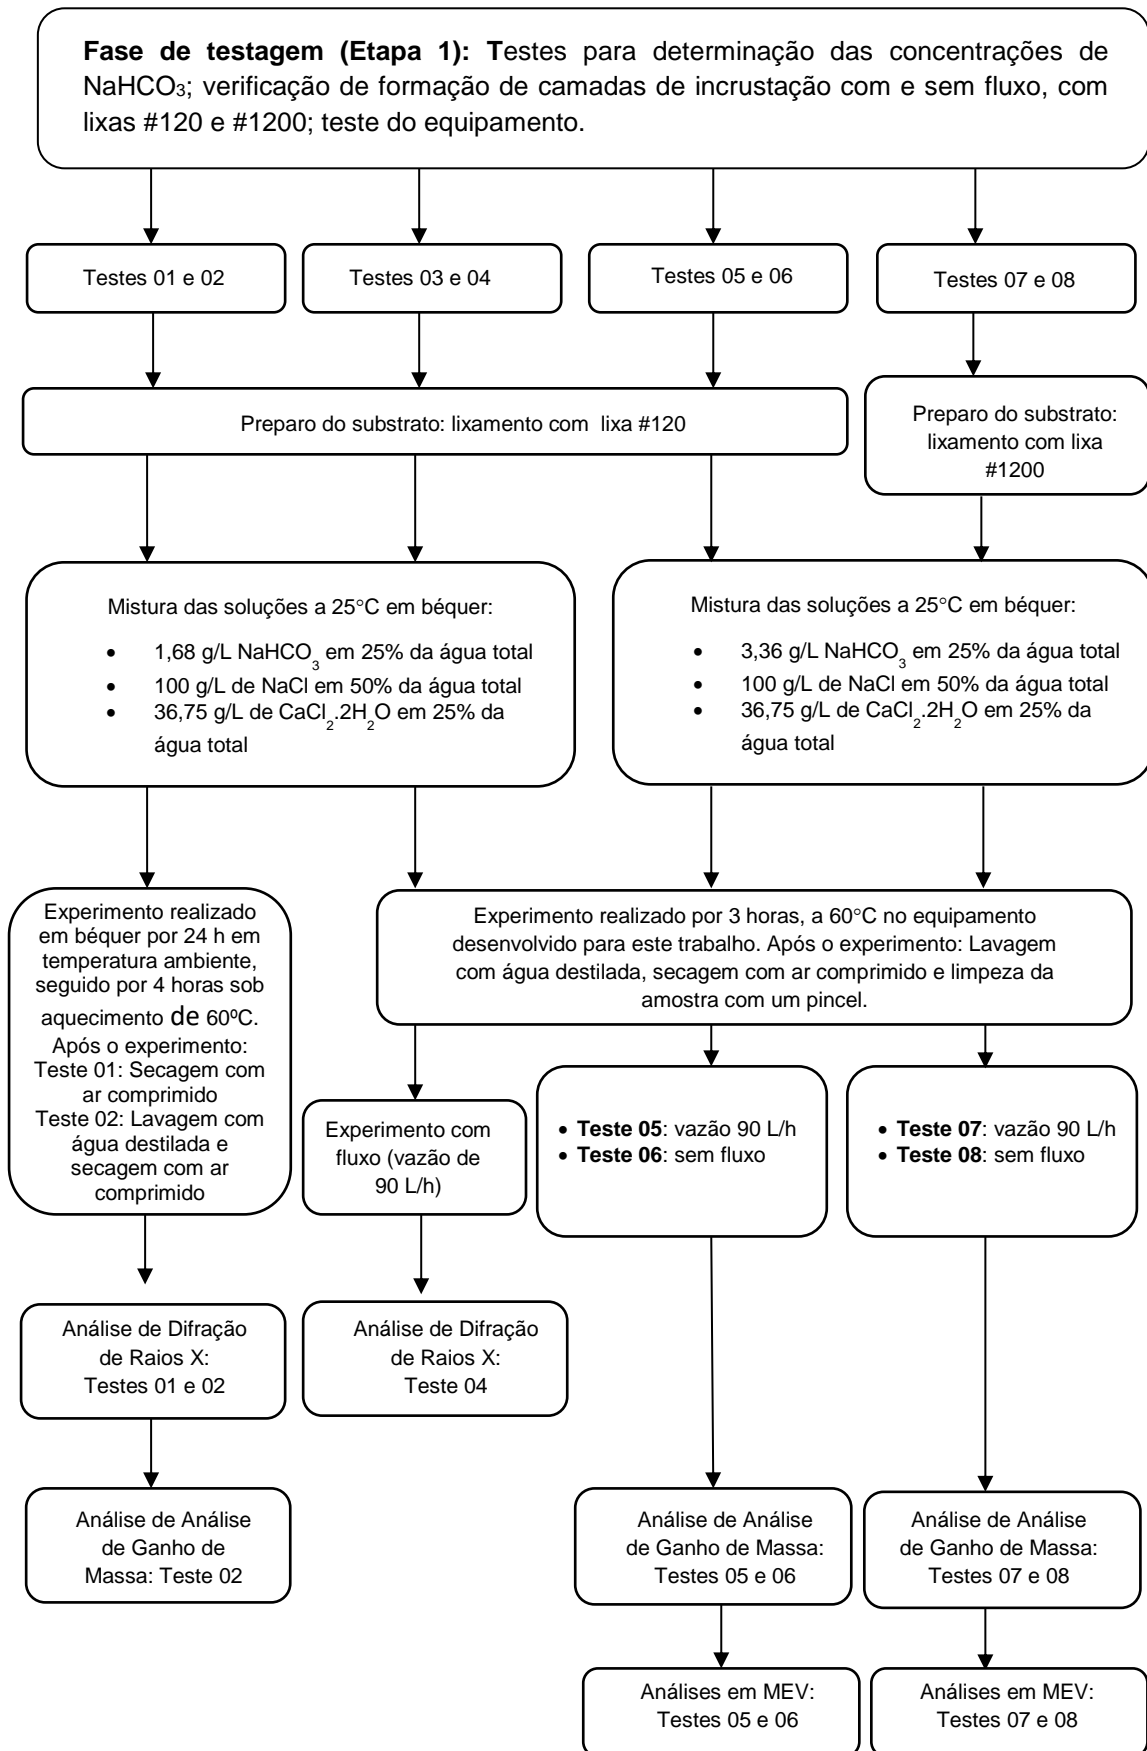 Fase de testagem (Etapa 1): Testes para determinação das concentrações de
NaHCO₃; verificação de formação de camadas de incrustação com e sem fluxo, com
lixas #120 e #1200; teste do equipamento.
Testes 01 e 02
Testes 03 e 04
Testes 05 e 06
Testes 07 e 08
Preparo do substrato: lixamento com lixa #120
Preparo do substrato:
lixamento com lixa
#1200
Mistura das soluções a 25°C em béquer:
• 1,68 g/L NaHCO₃ em 25% da água total
• 100 g/L de NaCl em 50% da água total
• 36,75 g/L de CaCl₂.2H₂O em 25% da
água total
Mistura das soluções a 25°C em béquer:
• 3,36 g/L NaHCO₃ em 25% da água total
• 100 g/L de NaCl em 50% da água total
• 36,75 g/L de CaCl₂.2H₂O em 25% da
água total
Experimento realizado
em béquer por 24 h em
temperatura ambiente,
seguido por 4 horas sob
aquecimento de 60ºC.
Após o experimento:
Teste 01: Secagem com
ar comprimido
Teste 02: Lavagem com
água destilada e
secagem com ar
comprimido
Experimento realizado por 3 horas, a 60°C no equipamento
desenvolvido para este trabalho. Após o experimento: Lavagem
com água destilada, secagem com ar comprimido e limpeza da
amostra com um pincel.
Experimento com
fluxo (vazão de
90 L/h)
• Teste 05: vazão 90 L/h
• Teste 06: sem fluxo
• Teste 07: vazão 90 L/h
• Teste 08: sem fluxo
Análise de Difração
de Raios X:
Testes 01 e 02
Análise de Difração
de Raios X:
Teste 04
Análise de Análise
de Ganho de
Massa: Teste 02
Análise de Análise
de Ganho de Massa:
Testes 05 e 06
Análise de Análise
de Ganho de Massa:
Testes 07 e 08
Análises em MEV:
Testes 05 e 06
Análises em MEV:
Testes 07 e 08